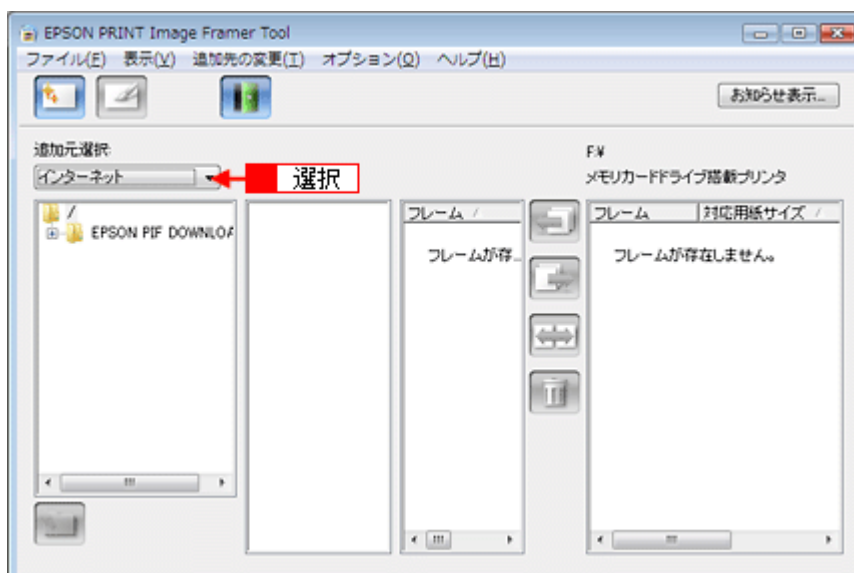 EPSON PRINT Image Framer Tool
ファイル(F) 表示(V) 追加先の変更(I) オプション(O) ヘルプ(H)
お知らせ表示...
追加元選択:
インターネット
選択
F:¥
メモリカードドライブ搭載プリンタ
/
EPSON PIF DOWNLOA
フレーム /
フレームが存...
フレーム 対応用紙サイズ /
フレームが存在しません。